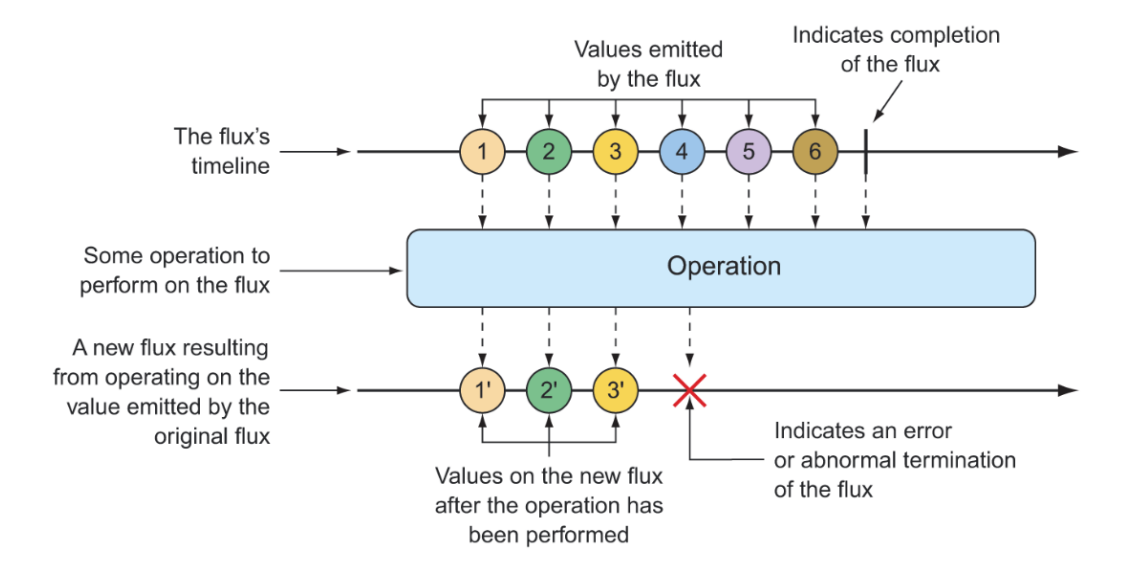 Values emitted
by the flux
Indicates completion
of the flux
The flux's
timeline
1
2
3
4
5
6
Some operation to
perform on the flux
Operation
A new flux resulting
from operating on the
value emitted by the
original flux
1'
2'
3'
Values on the new flux
after the operation has
been performed
Indicates an error
or abnormal termination
of the flux